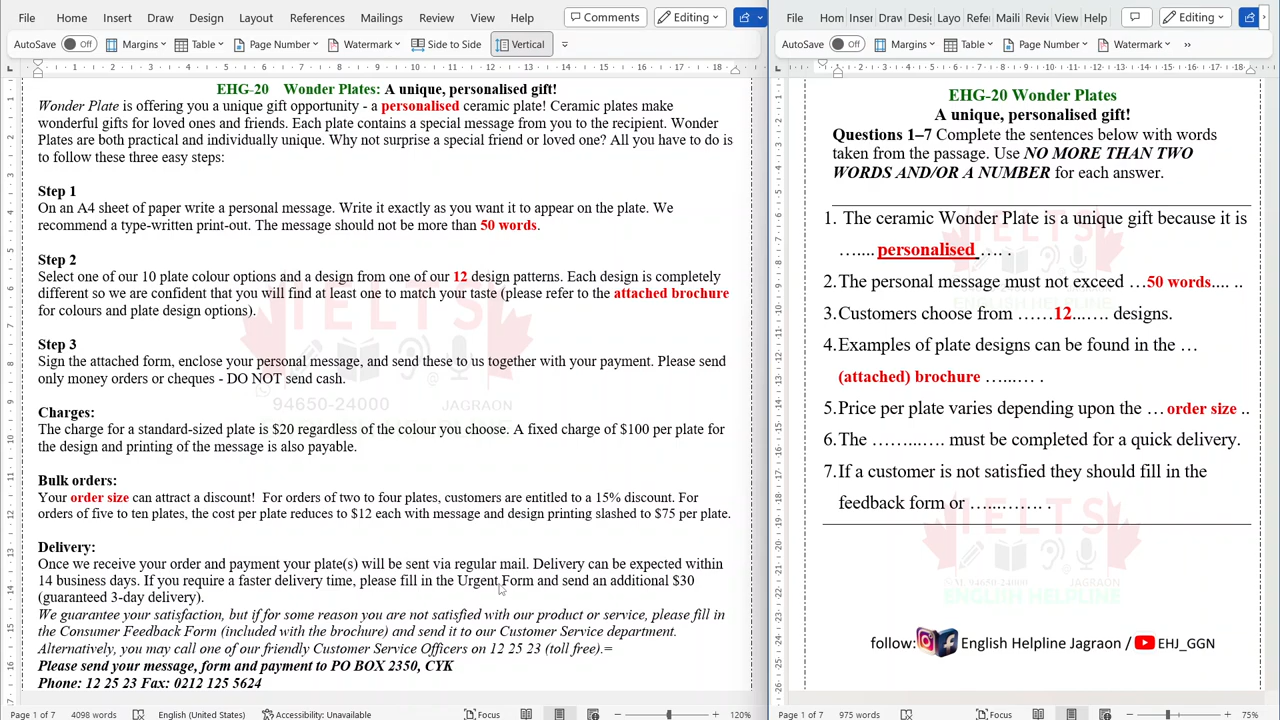 File Home Insert Draw Design Layout References Mailings Review View Help Comments Editing
AutoSave Off Margins Table Page Number Watermark Side to Side Vertical
EHG-20 Wonder Plates: A unique, personalised gift!
Wonder Plate is offering you a unique gift opportunity - a personalised ceramic plate! Ceramic plates make
wonderful gifts for loved ones and friends. Each plate contains a special message from you to the recipient. Wonder
Plates are both practical and individually unique. Why not surprise a special friend or loved one? All you have to do is
to follow these three easy steps:
Step 1
On an A4 sheet of paper write a personal message. Write it exactly as you want it to appear on the plate. We
recommend a type-written print-out. The message should not be more than 50 words.
Step 2
Select one of our 10 plate colour options and a design from one of our 12 design patterns. Each design is completely
different so we are confident that you will find at least one to match your taste (please refer to the attached brochure
for colours and plate design options).
Step 3
Sign the attached form, enclose your personal message, and send these to us together with your payment. Please send
only money orders or cheques - DO NOT send cash.
IELTS
94650-24000 JAGRAON
Charges:
The charge for a standard-sized plate is $20 regardless of the colour you choose. A fixed charge of $100 per plate for
the design and printing of the message is also payable.
Bulk orders:
Your order size can attract a discount! For orders of two to four plates, customers are entitled to a 15% discount. For
orders of five to ten plates, the cost per plate reduces to $12 each with message and design printing slashed to $75 per plate.
Delivery:
Once we receive your order and payment your plate(s) will be sent via regular mail. Delivery can be expected within
14 business days. If you require a faster delivery time, please fill in the Urgent Form and send an additional $30
(guaranteed 3-day delivery).
We guarantee your satisfaction, but if for some reason you are not satisfied with our product or service, please fill in
the Consumer Feedback Form (included with the brochure) and send it to our Customer Service department.
Alternatively, you may call one of our friendly Customer Service Officers on 12 25 23 (toll free).=
Please send your message, form and payment to PO BOX 2350, CYK
Phone: 12 25 23 Fax: 0212 125 5624
Page 1 of 7 4098 words English (United States) Accessibility: Unavailable Focus 120%
File Hom Inser Draw Desig Layo Refer Maili Revie View Help Editing
AutoSave Off Margins Table Page Number Watermark
EHG-20 Wonder Plates
A unique, personalised gift!
Questions 1–7 Complete the sentences below with words
taken from the passage. Use NO MORE THAN TWO
WORDS AND/OR A NUMBER for each answer.
1. The ceramic Wonder Plate is a unique gift because it is
….... personalised …. .
2. The personal message must not exceed …50 words.... ..
3. Customers choose from ……12...…. designs.
4. Examples of plate designs can be found in the …
(attached) brochure …...… .
5. Price per plate varies depending upon the … order size ..
6. The ……...…. must be completed for a quick delivery.
7. If a customer is not satisfied they should fill in the
feedback form or …...……. .
IELTS
JAGRAON
ENGLISH HELPLINE
follow: English Helpline Jagraon / EHJ_GGN
Page 1 of 7 975 words Focus 75%